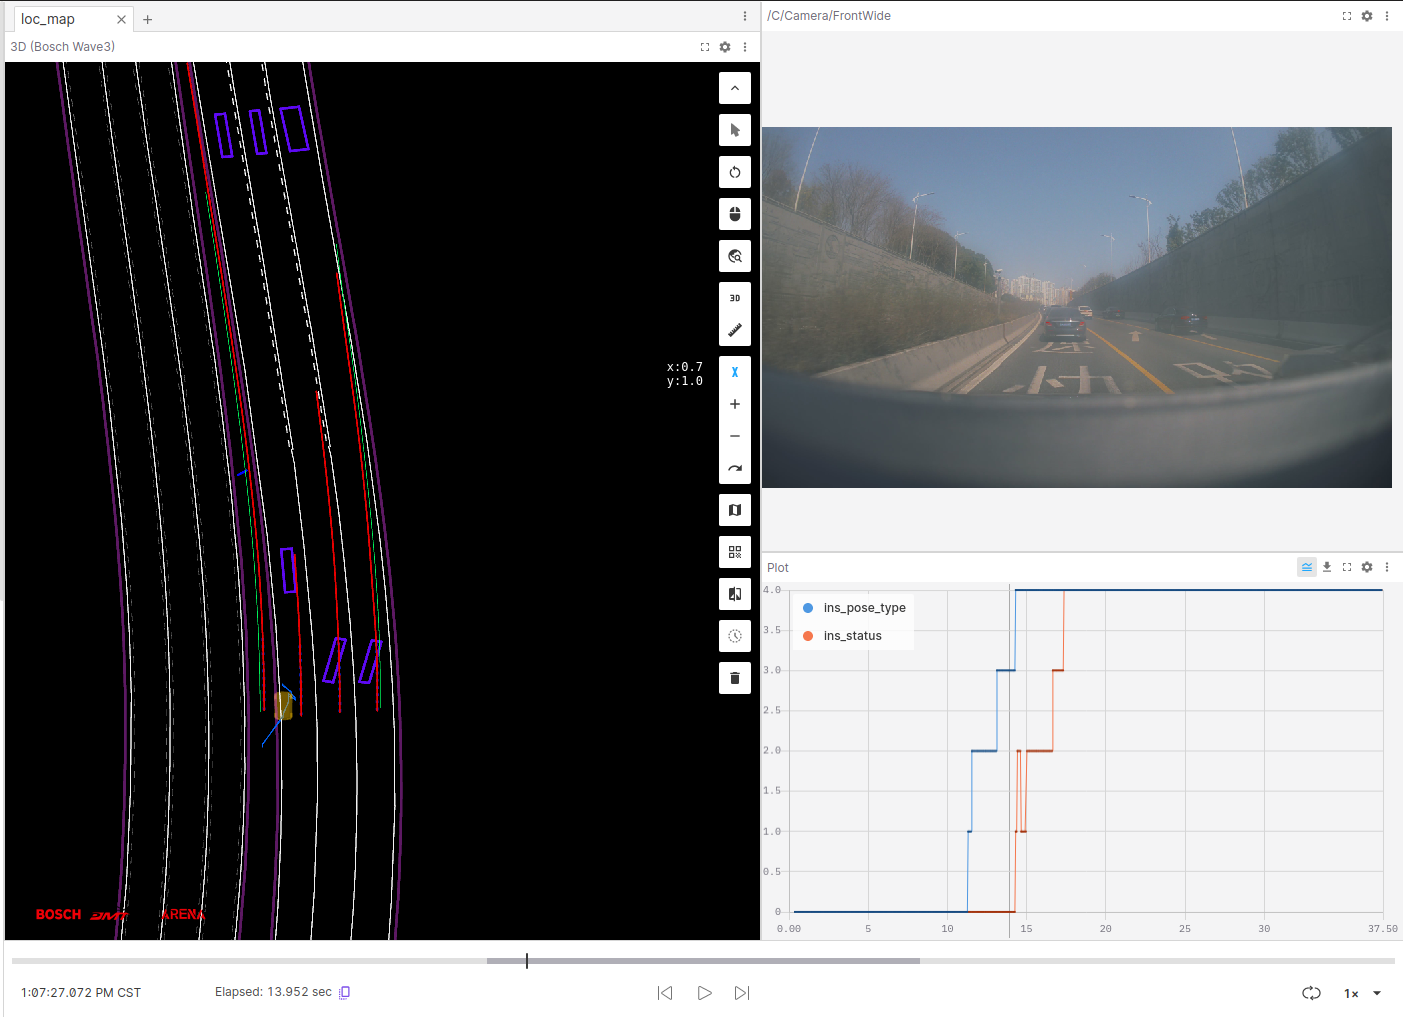 loc_map
3D (Bosch Wave3)
3D
x:0.7
y:1.0
BOSCH
ARENA
/C/Camera/FrontWide
Plot
ins_pose_type
ins_status
4.0
3.5
3.0
2.5
2.0
1.5
1.0
0.5
0
0.00
5
10
15
20
25
30
37.50
1:07:27.072 PM CST
Elapsed: 13.952 sec
1×